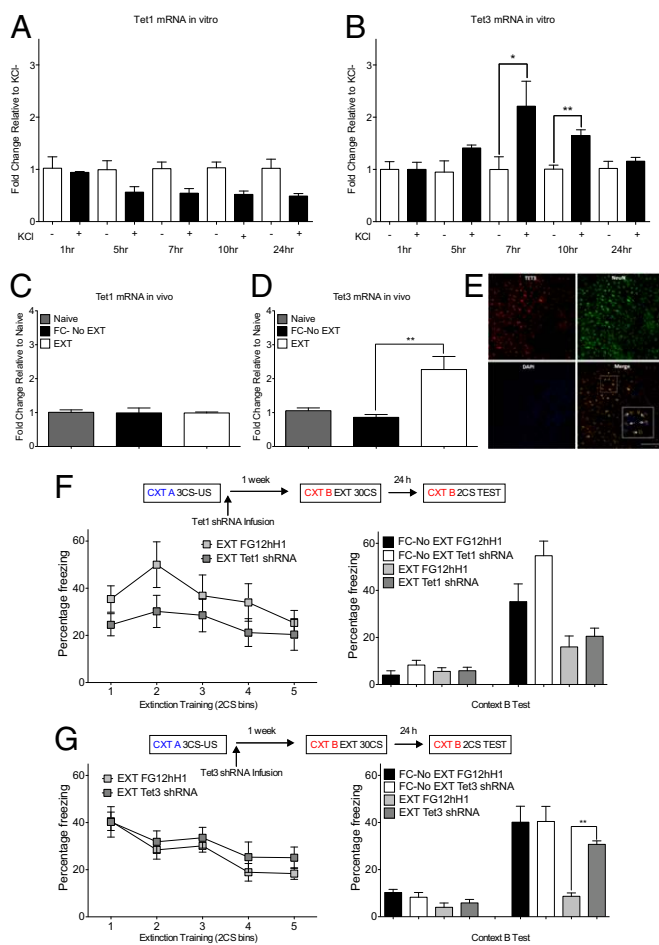 A
Tet1 mRNA in vitro
Fold Change Relative to KCl-
3
2
1
0
KCl
- + - + - + - + - +
1hr 5hr 7hr 10hr 24hr
B
Tet3 mRNA in vitro
Fold Change Relative to KCl-
3
2
1
0
*
**
KCl
- + - + - + - + - +
1hr 5hr 7hr 10hr 24hr
C
Tet1 mRNA in vivo
Fold Change Relative to Naive
4
3
2
1
0
Naive
FC- No EXT
EXT
D
Tet3 mRNA in vivo
Fold Change Relative to Naive
4
3
2
1
0
Naive
FC- No EXT
EXT
**
E
TET3
NeuN
DAPI
Merge
F
CXT A 3CS-US
1 week
CXT B EXT 30CS
24 h
CXT B 2CS TEST
Tet1 shRNA Infusion
Percentage freezing
60
40
20
0
EXT FG12hH1
EXT Tet1 shRNA
1 2 3 4 5
Extinction Training (2CS bins)
Percentage freezing
60
40
20
0
FC-No EXT FG12hH1
FC-No EXT Tet1 shRNA
EXT FG12hH1
EXT Tet1 shRNA
Context B Test
G
CXT A 3CS-US
1 week
CXT B EXT 30CS
24 h
CXT B 2CS TEST
Tet3 shRNA Infusion
Percentage freezing
60
40
20
0
EXT FG12hH1
EXT Tet3 shRNA
1 2 3 4 5
Extinction Training (2CS bins)
Percentage freezing
60
40
20
0
FC-No EXT FG12hH1
FC-No EXT Tet3 shRNA
EXT FG12hH1
EXT Tet3 shRNA
**
Context B Test